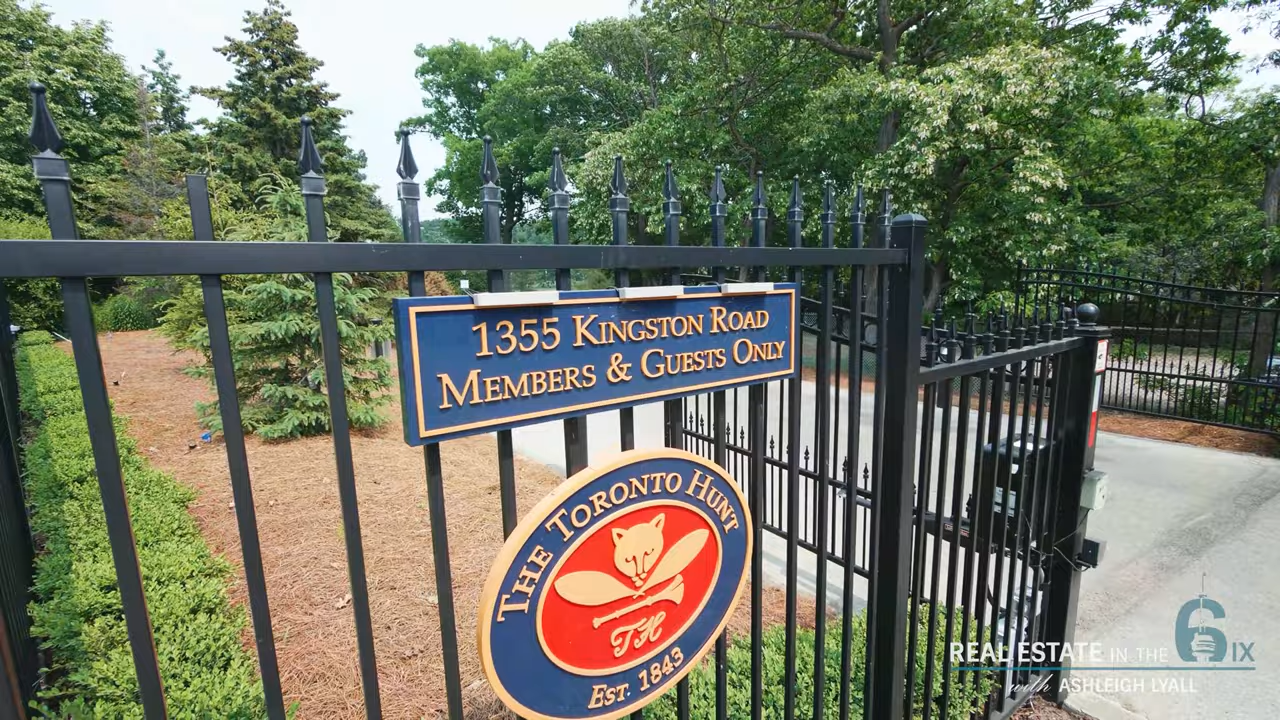 1355 KINGSTON ROAD
MEMBERS & GUESTS ONLY
THE TORONTO HUNT
TH
EST. 1843
REAL ESTATE IN THE 6IX
with ASHLEIGH LYALL